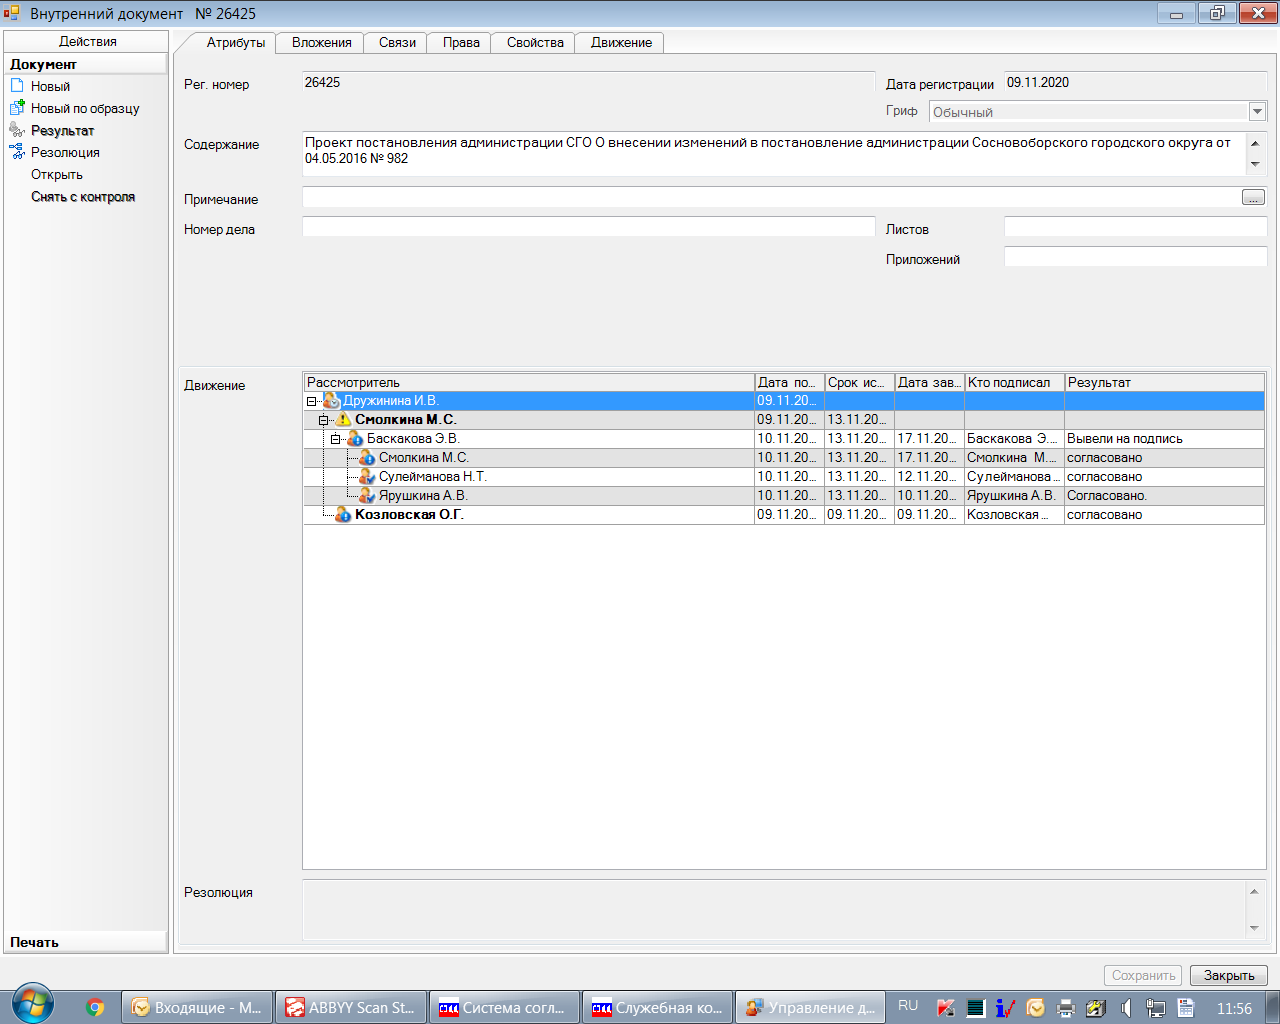 Внутренний документ № 26425
Действия
Документ
Новый
Новый по образцу
Результат
Резолюция
Открыть
Снять с контроля
Печать
Атрибуты Вложения Связи Права Свойства Движение
Рег. номер 26425 Дата регистрации 09.11.2020
Гриф Обычный
Содержание Проект постановления администрации СГО О внесении изменений в постановление администрации Сосновоборского городского округа от
04.05.2016 № 982
Примечание ...
Номер дела Листов
Приложений
Движение
Рассмотритель Дата по... Срок ис... Дата зав... Кто подписал Результат
Дружинина И.В. 09.11.20...
Смолкина М.С. 09.11.20... 13.11.20...
Баскакова Э.В. 10.11.20... 13.11.20... 17.11.20... Баскакова Э.... Вывели на подпись
Смолкина М.С. 10.11.20... 13.11.20... 17.11.20... Смолкина М.... согласовано
Сулейманова Н.Т. 10.11.20... 13.11.20... 12.11.20... Сулейманова... согласовано
Ярушкина А.В. 10.11.20... 13.11.20... 10.11.20... Ярушкина А.В. Согласовано.
Козловская О.Г. 09.11.20... 09.11.20... 09.11.20... Козловская ... согласовано
Резолюция
Сохранить Закрыть
Входящие - M... ABBYY Scan St... Система согл... Служебная ко... Управление д... RU 11:56